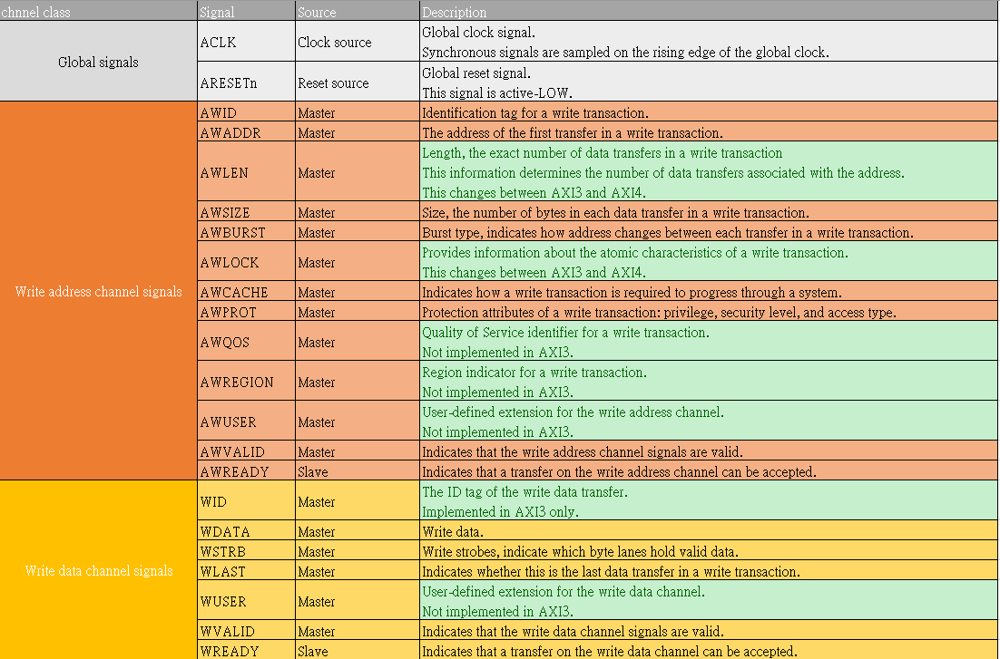 chnnel class Signal Source Description
Global signals
ACLK Clock source Global clock signal.
Synchronous signals are sampled on the rising edge of the global clock.
ARESETn Reset source Global reset signal.
This signal is active-LOW.
Write address channel signals
AWID Master Identification tag for a write transaction.
AWADDR Master The address of the first transfer in a write transaction.
AWLEN Master Length, the exact number of data transfers in a write transaction
This information determines the number of data transfers associated with the address.
This changes between AXI3 and AXI4.
AWSIZE Master Size, the number of bytes in each data transfer in a write transaction.
AWBURST Master Burst type, indicates how address changes between each transfer in a write transaction.
AWLOCK Master Provides information about the atomic characteristics of a write transaction.
This changes between AXI3 and AXI4.
AWCACHE Master Indicates how a write transaction is required to progress through a system.
AWPROT Master Protection attributes of a write transaction: privilege, security level, and access type.
AWQOS Master Quality of Service identifier for a write transaction.
Not implemented in AXI3.
AWREGION Master Region indicator for a write transaction.
Not implemented in AXI3.
AWUSER Master User-defined extension for the write address channel.
Not implemented in AXI3.
AWVALID Master Indicates that the write address channel signals are valid.
AWREADY Slave Indicates that a transfer on the write address channel can be accepted.
Write data channel signals
WID Master The ID tag of the write data transfer.
Implemented in AXI3 only.
WDATA Master Write data.
WSTRB Master Write strobes, indicate which byte lanes hold valid data.
WLAST Master Indicates whether this is the last data transfer in a write transaction.
WUSER Master User-defined extension for the write data channel.
Not implemented in AXI3.
WVALID Master Indicates that the write data channel signals are valid.
WREADY Slave Indicates that a transfer on the write data channel can be accepted.